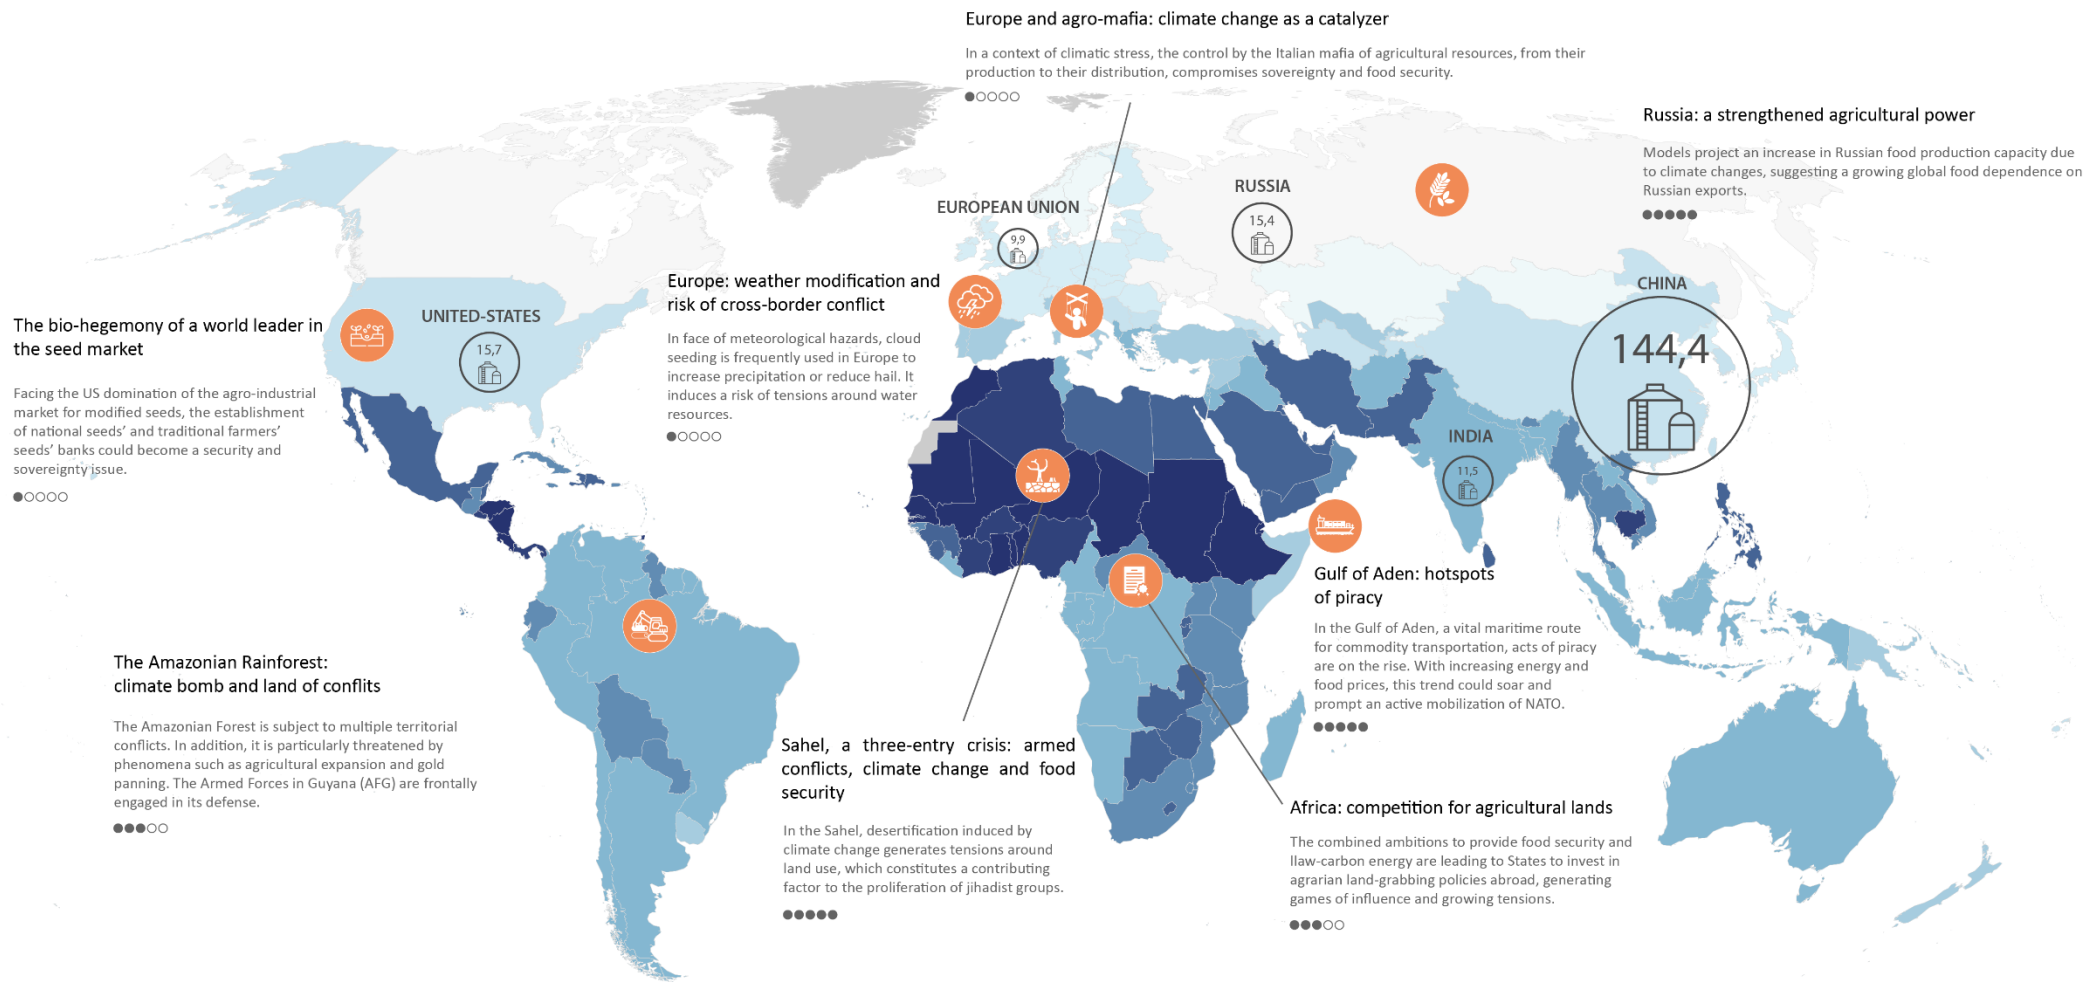 Europe and agro-mafia: climate change as a catalyzer
In a context of climatic stress, the control by the Italian mafia of agricultural resources, from their
production to their distribution, compromises sovereignty and food security.
Russia: a strengthened agricultural power
Models project an increase in Russian food production capacity due
to climate changes, suggesting a growing global food dependence on
Russian exports.
RUSSIA
15,4
EUROPEAN UNION
9,9
Europe: weather modification and
risk of cross-border conflict
In face of meteorological hazards, cloud
seeding is frequently used in Europe to
increase precipitation or reduce hail. It
induces a risk of tensions around water
resources.
CHINA
144,4
UNITED-STATES
15,7
The bio-hegemony of a world leader in
the seed market
Facing the US domination of the agro-industrial
market for modified seeds, the establishment
of national seeds' and traditional farmers'
seeds' banks could become a security and
sovereignty issue.
INDIA
11,5
Gulf of Aden: hotspots
of piracy
In the Gulf of Aden, a vital maritime route
for commodity transportation, acts of piracy
are on the rise. With increasing energy and
food prices, this trend could soar and
prompt an active mobilization of NATO.
The Amazonian Rainforest:
climate bomb and land of conflits
The Amazonian Forest is subject to multiple territorial
conflicts. In addition, it is particularly threatened by
phenomena such as agricultural expansion and gold
panning. The Armed Forces in Guyana (AFG) are frontally
engaged in its defense.
Sahel, a three-entry crisis: armed
conflicts, climate change and food
security
In the Sahel, desertification induced by
climate change generates tensions around
land use, which constitutes a contributing
factor to the proliferation of jihadist groups.
Africa: competition for agricultural lands
The combined ambitions to provide food security and
llaw-carbon energy are leading to States to invest in
agrarian land-grabbing policies abroad, generating
games of influence and growing tensions.